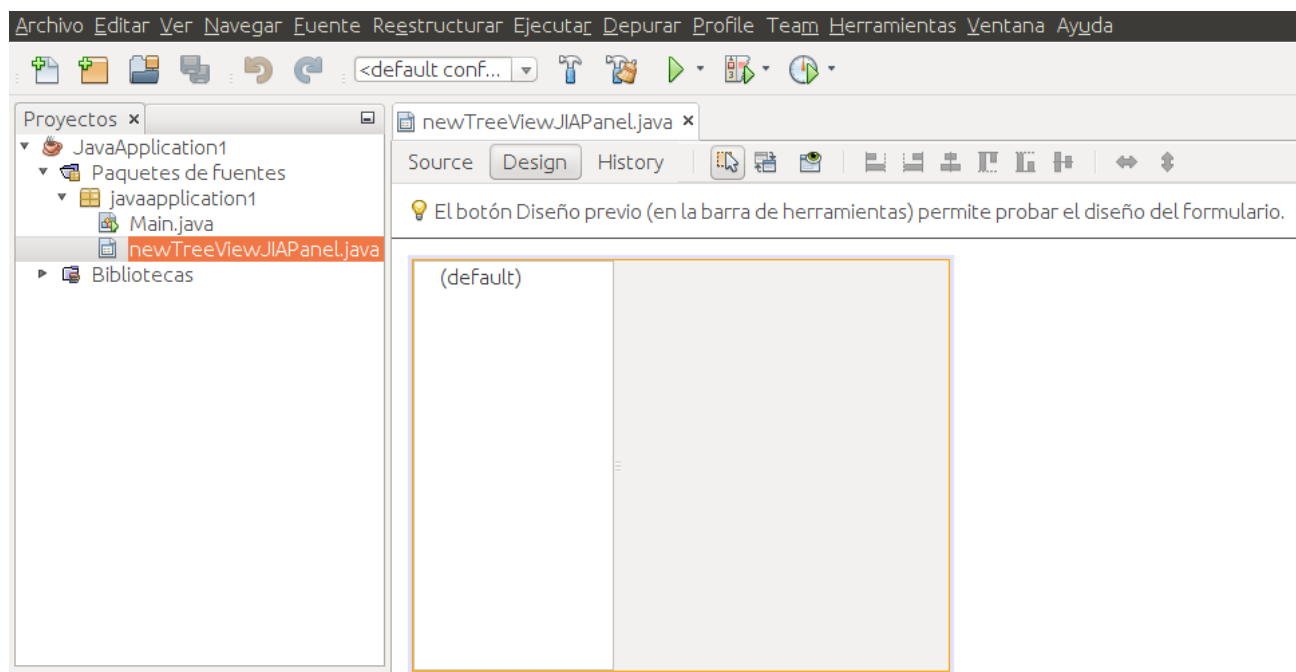 Archivo Editar Ver Navegar Fuente Reestructurar Ejecutar Depurar Profile Team Herramientas Ventana Ayuda
<default conf...
Proyectos
newTreeViewJIAPanel.java
JavaApplication1
Source Design History
Paquetes de fuentes
javaapplication1
Main.java
newTreeViewJIAPanel.java
Bibliotecas
El botón Diseño previo (en la barra de herramientas) permite probar el diseño del formulario.
(default)